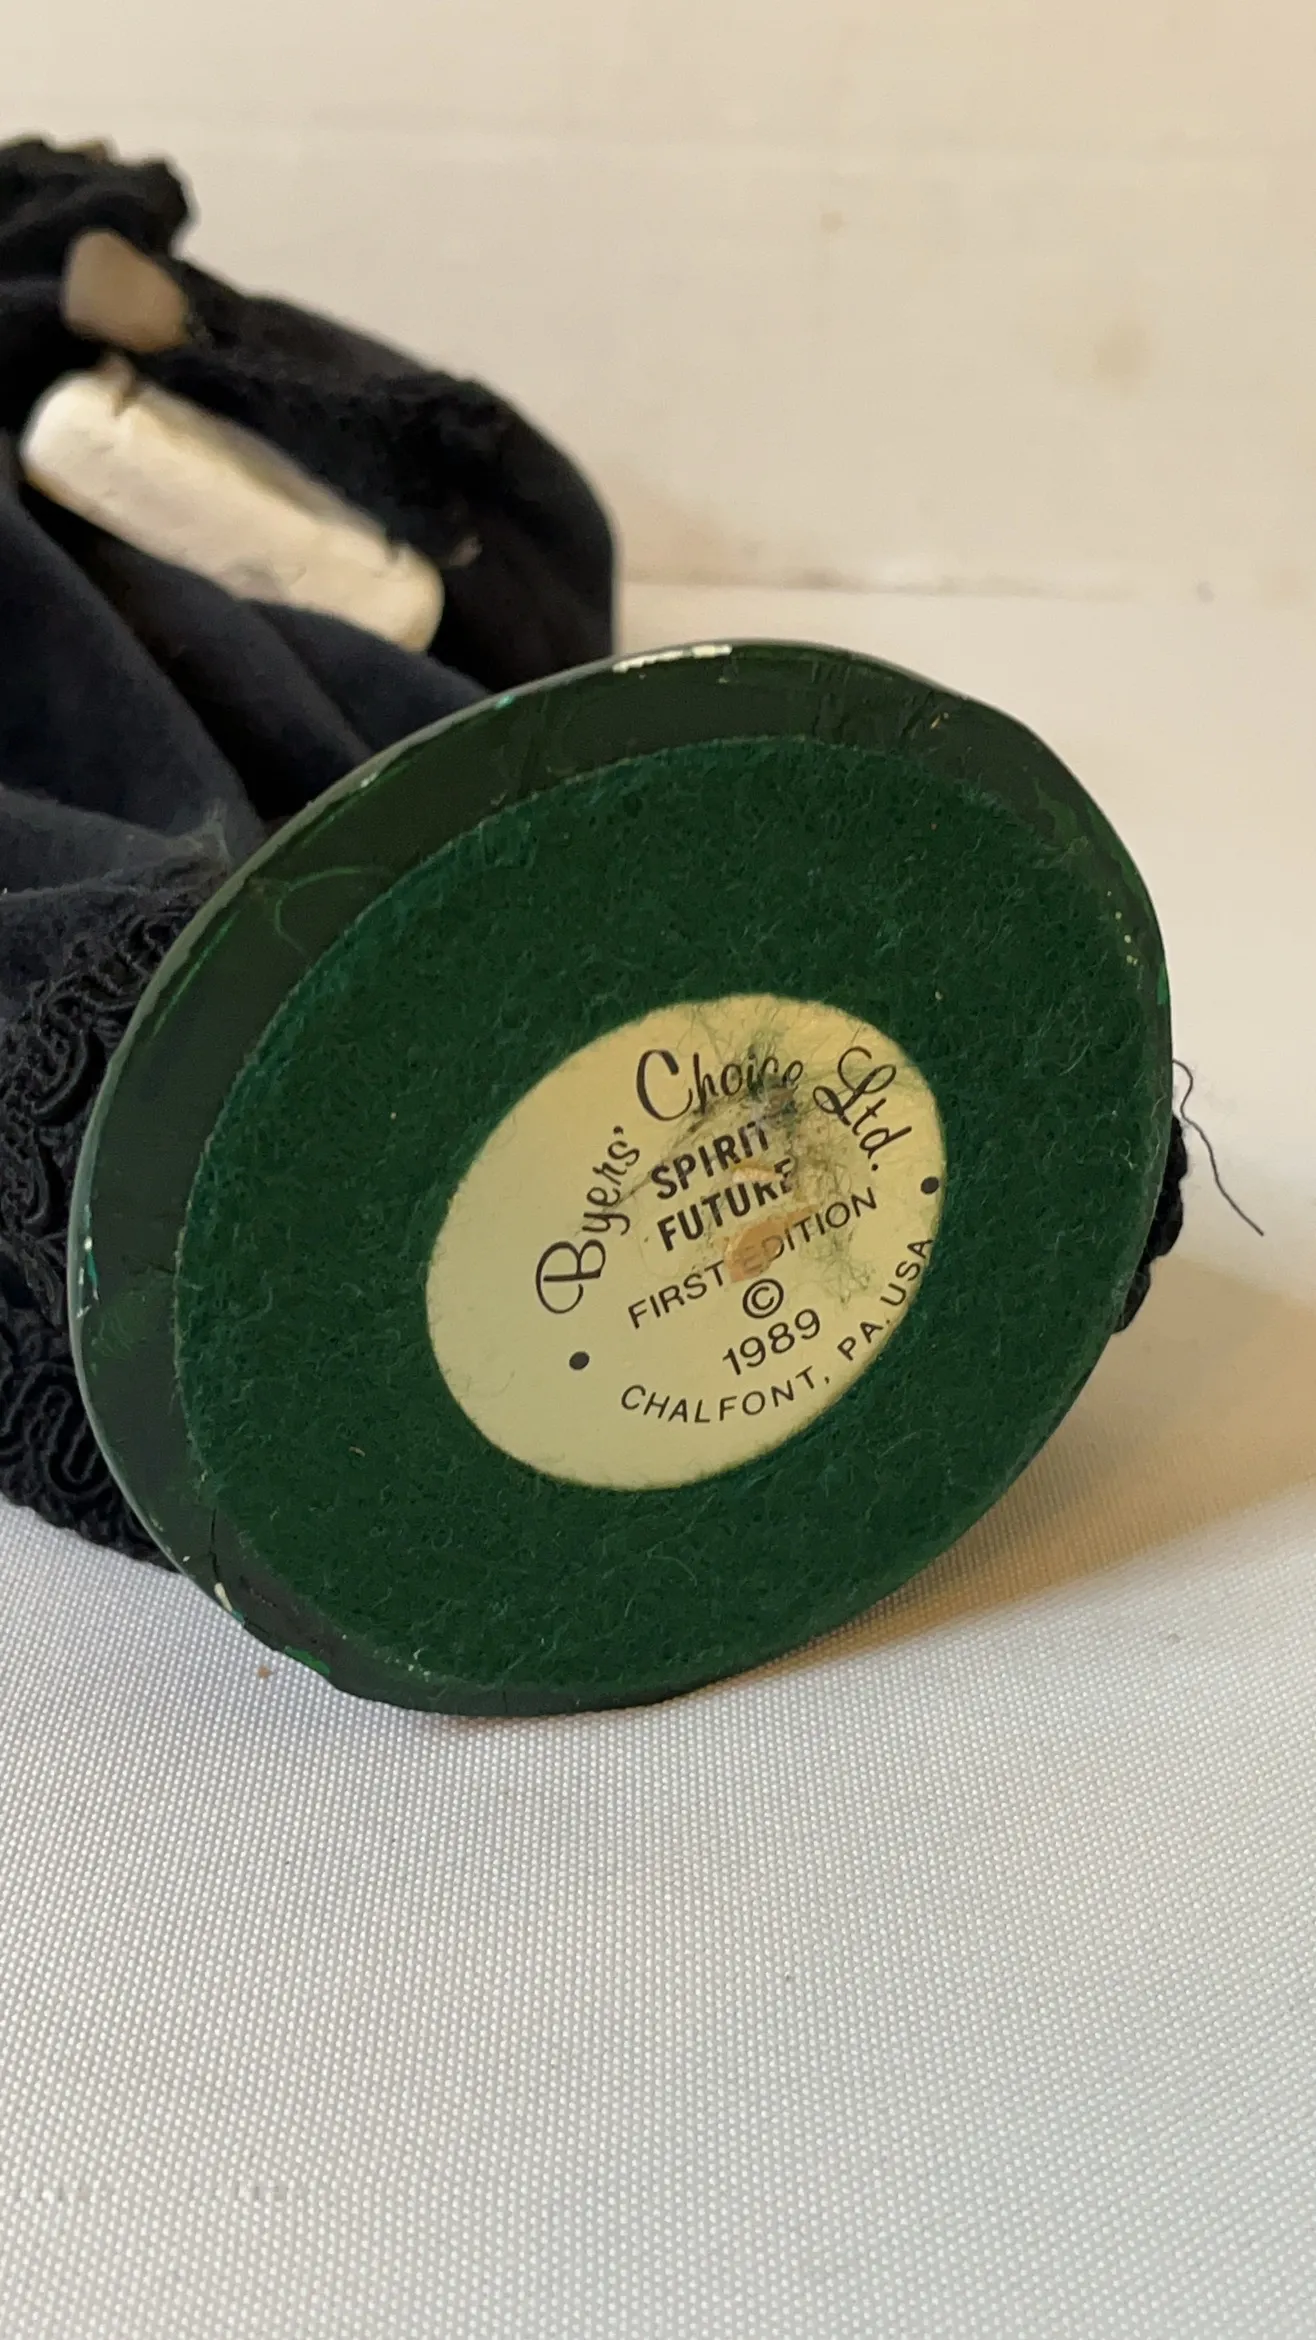 Byers' Choice Ltd.
SPIRIT
FUTURE
FIRST EDITION
©
1989
CHALFONT, PA. USA